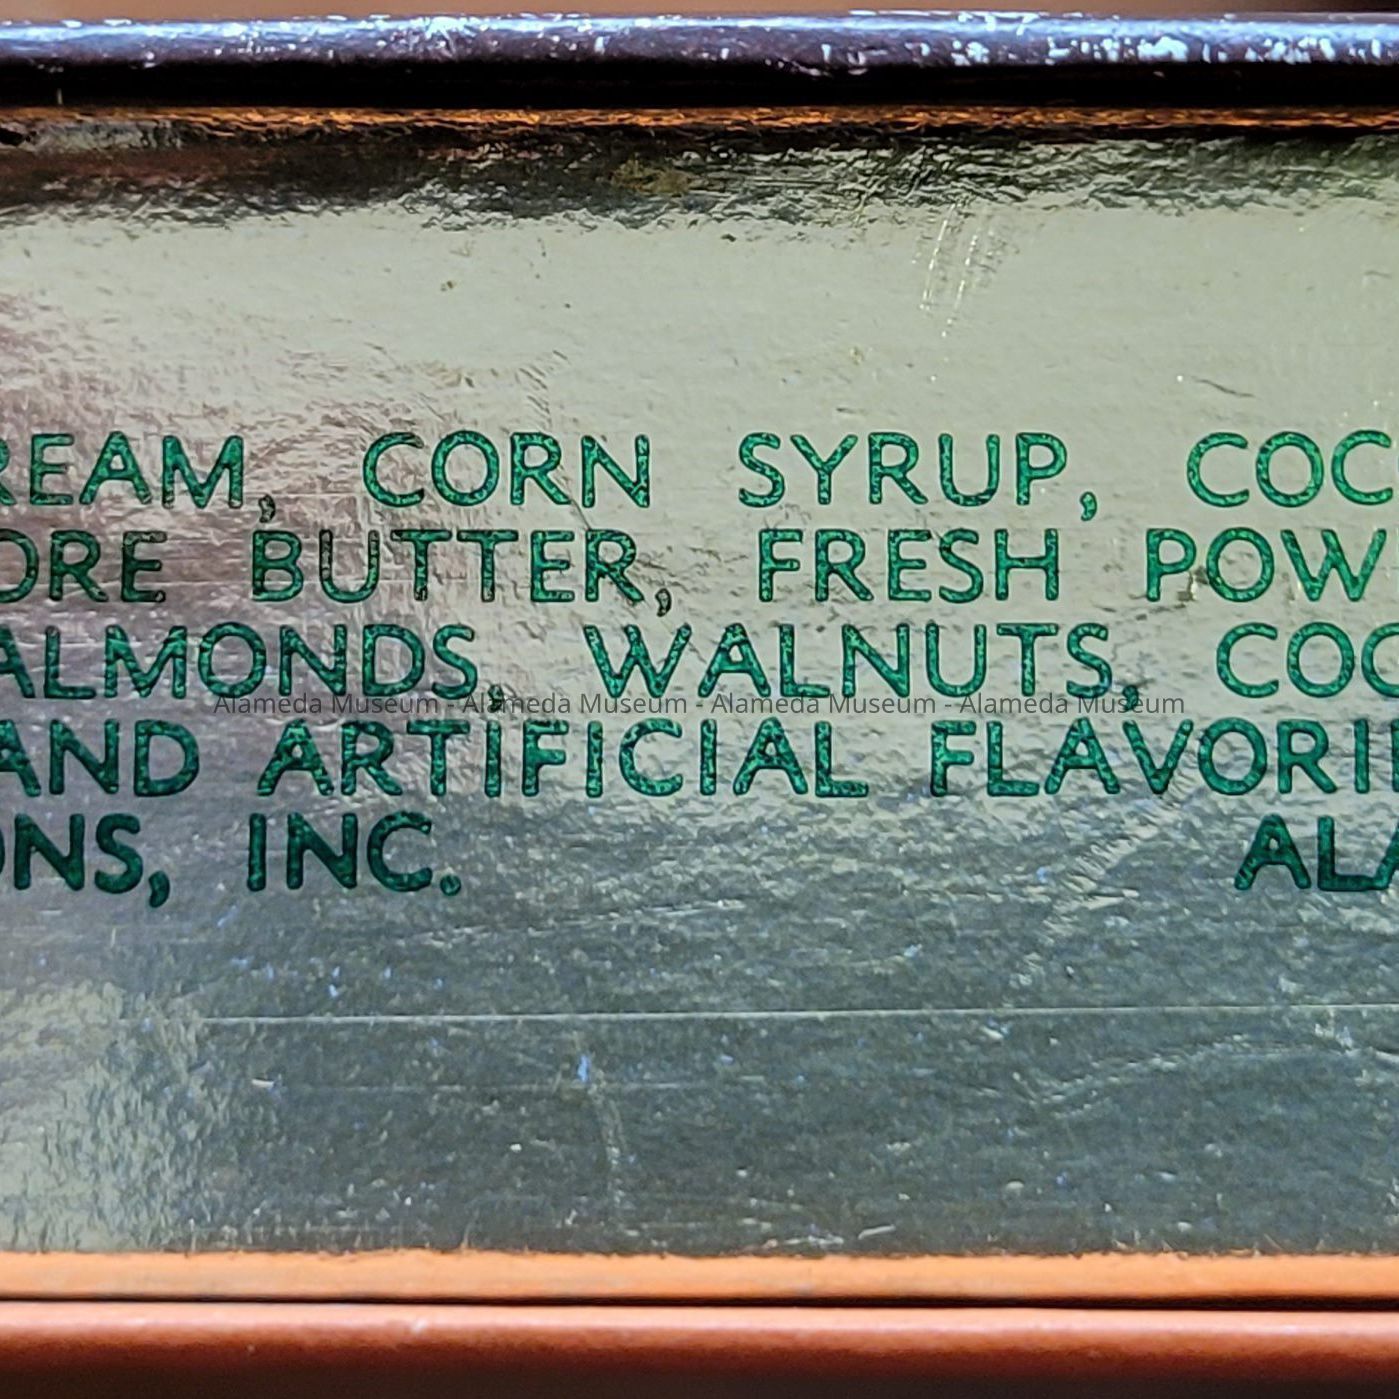 REAM, CORN SYRUP, COC
ORE BUTTER, FRESH POW
ALMONDS, WALNUTS, COC
Alameda Museum - Alameda Museum - Alameda Museum - Alameda Museum
AND ARTIFICIAL FLAVORI
ONS, INC. ALA